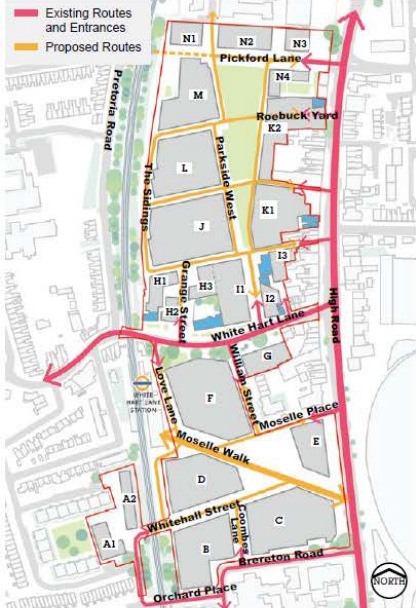 Existing Routes
and Entrances
Proposed Routes
N1
N2
N3
Pickford Lane
N4
M
Pretoria Road
Roebuck Yard
K2
The Sidings
L
Parkside West
K1
J
I3
H1
H2
Grange Street
H3
I1
I2
High Road
White Hart Lane
G
Love Lane
WHITE
HART LANE
STATION
William Street
F
Moselle Place
Moselle Walk
E
D
A2
Whitehall Street
Coombes
Lane
C
A1
B
Brereton Road
Orchard Place
NORTH